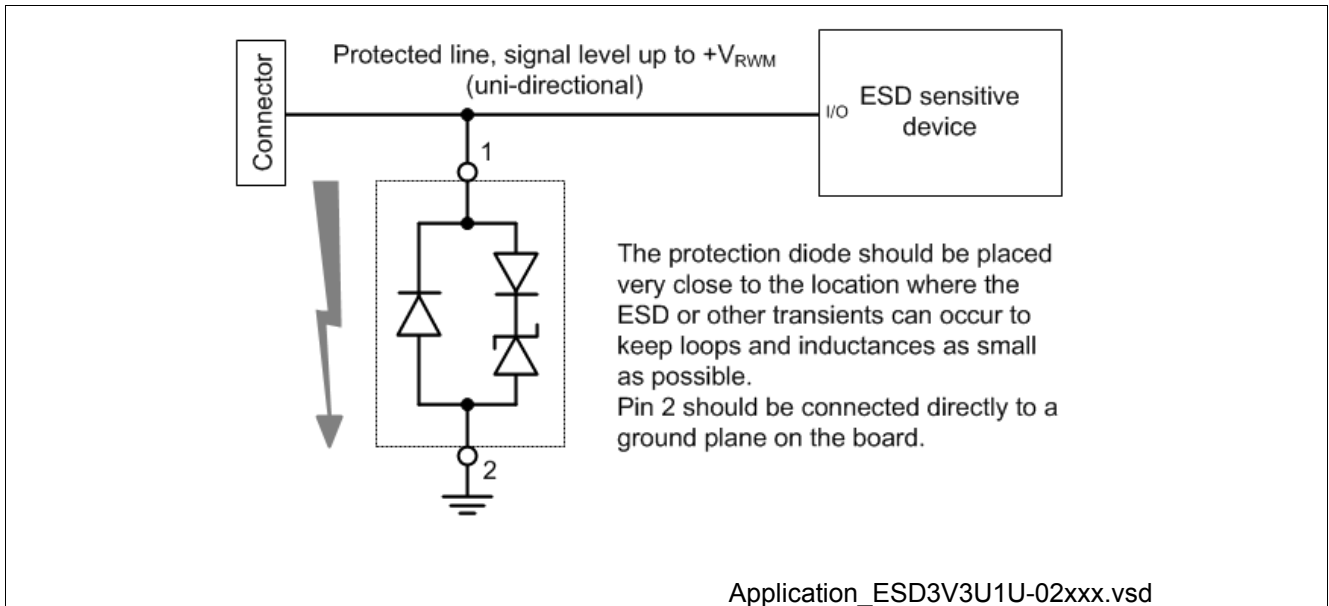 Connector
Protected line, signal level up to +VRWM
(uni-directional)
I/O
ESD sensitive
device
1
The protection diode should be placed
very close to the location where the
ESD or other transients can occur to
keep loops and inductances as small
as possible.
Pin 2 should be connected directly to a
ground plane on the board.
2
Application_ESD3V3U1U-02xxx.vsd